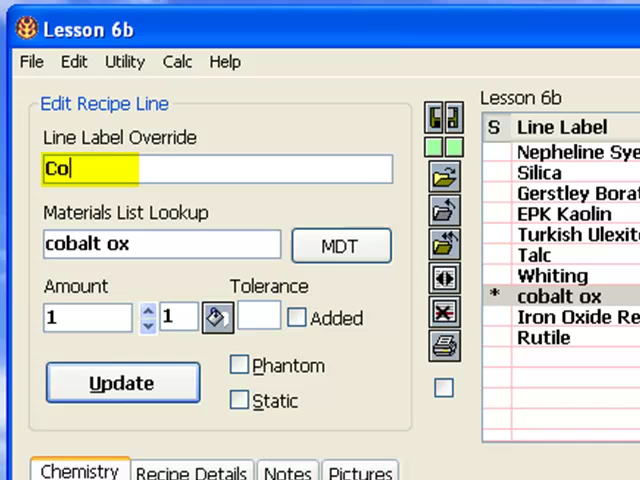 Lesson 6b
File Edit Utility Calc Help
Edit Recipe Line
Line Label Override
Co
Materials List Lookup
cobalt ox MDT
Amount Tolerance
1 1 Added
Update
Phantom
Static
Chemistry Recipe Details Notes Pictures
Lesson 6b
S Line Label
Nepheline Sye
Silica
Gerstley Borat
EPK Kaolin
Turkish Ulexit
Talc
Whiting
* cobalt ox
Iron Oxide Re
Rutile